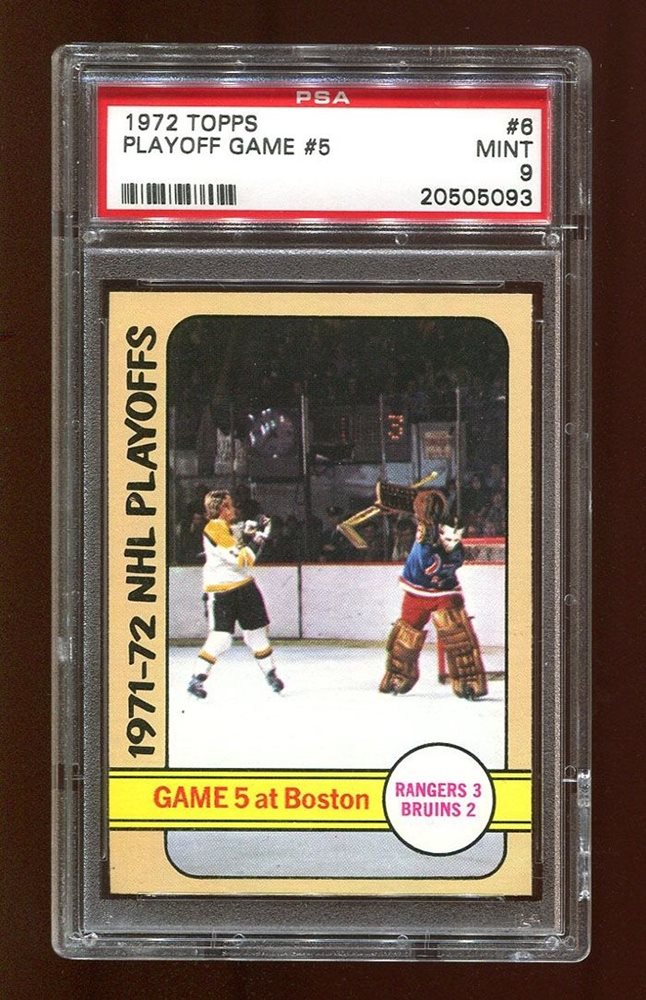 PSA
1972 TOPPS #6
PLAYOFF GAME #5 MINT
9
20505093
1971-72 NHL PLAYOFFS
3
GAME 5 at Boston
RANGERS 3
BRUINS 2